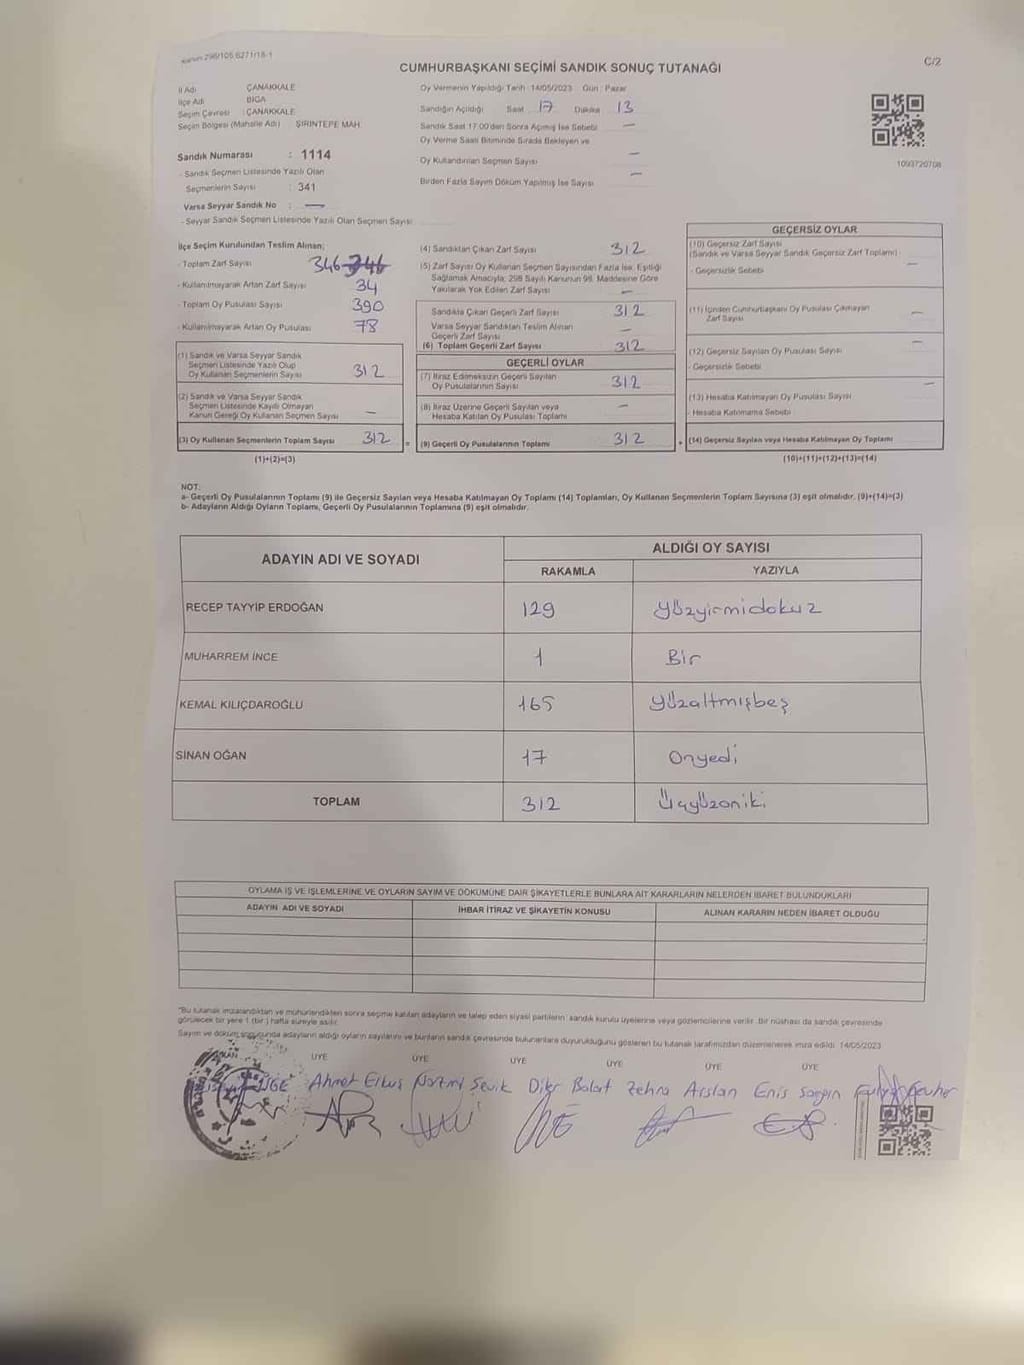 Kanun 298/105 6271/18-1
C/2
CUMHURBAŞKANI SEÇİMİ SANDIK SONUÇ TUTANAĞI
İl Adı ÇANAKKALE
İlçe Adı BİGA
Seçim Çevresi : ÇANAKKALE
Seçim Bölgesi (Mahalle Adı) ŞİRİNTEPE MAH.
Sandık Numarası : 1114
- Sandık Seçmen Listesinde Yazılı Olan
Seçmenlerin Sayısı : 341
Varsa Seyyar Sandık No : —
- Seyyar Sandık Seçmen Listesinde Yazılı Olan Seçmen Sayısı
Oy Vermenin Yapıldığı Tarih : 14/05/2023 Gün : Pazar
Sandığın Açıldığı Saat 17 Dakika 13
Sandık Saat 17.00'den Sonra Açılmış İse Sebebi —
Oy Verme Saati Bitiminde Sırada Bekleyen ve
Oy Kullandırılan Seçmen Sayısı —
Birden Fazla Sayım Döküm Yapılmış İse Sayısı —
1093720708
İlçe Seçim Kurulundan Teslim Alınan;
- Toplam Zarf Sayısı 346 346
- Kullanılmayarak Artan Zarf Sayısı 34
- Toplam Oy Pusulası Sayısı 390
- Kullanılmayarak Artan Oy Pusulası 78
(1) Sandık ve Varsa Seyyar Sandık
Seçmen Listesinde Yazılı Olup
Oy Kullanan Seçmenlerin Sayısı 312
(2) Sandık ve Varsa Seyyar Sandık
Seçmen Listesinde Kayıtlı Olmayan
Kanun Gereği Oy Kullanan Seçmen Sayısı —
(3) Oy Kullanan Seçmenlerin Toplam Sayısı 312 =
(1)+(2)=(3)
(4) Sandıktan Çıkan Zarf Sayısı 312
(5) Zarf Sayısı Oy Kullanan Seçmen Sayısından Fazla İse, Eşitliği
Sağlamak Amacıyla; 298 Sayılı Kanunun 98. Maddesine Göre
Yakılarak Yok Edilen Zarf Sayısı —
Sandıkta Çıkan Geçerli Zarf Sayısı 312
Varsa Seyyar Sandıktan Teslim Alınan
Geçerli Zarf Sayısı —
(6) Toplam Geçerli Zarf Sayısı 312
GEÇERLİ OYLAR
(7) İtiraz Edilmeksizin Geçerli Sayılan
Oy Pusulalarının Sayısı 312
(8) İtiraz Üzerine Geçerli Sayılan veya
Hesaba Katılan Oy Pusulası Toplamı —
(9) Geçerli Oy Pusulalarının Toplamı 312 +
GEÇERSİZ OYLAR
(10) Geçersiz Zarf Sayısı
(Sandık ve Varsa Seyyar Sandık Geçersiz Zarf Toplamı) —
- Geçersizlik Sebebi
(11) İçinden Cumhurbaşkanı Oy Pusulası Çıkmayan
Zarf Sayısı —
(12) Geçersiz Sayılan Oy Pusulası Sayısı —
- Geçersizlik Sebebi
(13) Hesaba Katılmayan Oy Pusulası Sayısı —
- Hesaba Katılmama Sebebi
(14) Geçersiz Sayılan veya Hesaba Katılmayan Oy Toplamı
(10)+(11)+(12)+(13)=(14)
NOT:
a- Geçerli Oy Pusulalarının Toplamı (9) ile Geçersiz Sayılan veya Hesaba Katılmayan Oy Toplamı (14) Toplamları, Oy Kullanan Seçmenlerin Toplam Sayısına (3) eşit olmalıdır. (9)+(14)=(3)
b- Adayların Aldığı Oyların Toplamı, Geçerli Oy Pusulalarının Toplamına (9) eşit olmalıdır.
ADAYIN ADI VE SOYADI
ALDIĞI OY SAYISI
RAKAMLA YAZIYLA
RECEP TAYYİP ERDOĞAN 129 yüzyirmidokuz
MUHARREM İNCE 1 Bir
KEMAL KILIÇDAROĞLU 165 yüzaltmışbeş
SİNAN OĞAN 17 Onyedi
TOPLAM 312 Üçyüzoniki
OYLAMA İŞ VE İŞLEMLERİNE VE OYLARIN SAYIM VE DÖKÜMÜNE DAİR ŞİKAYETLERLE BUNLARA AİT KARARLARIN NELERDEN İBARET BULUNDUKLARI
ADAYIN ADI VE SOYADI İHBAR İTİRAZ VE ŞİKAYETİN KONUSU ALINAN KARARIN NEDEN İBARET OLDUĞU
"Bu tutanak imzalandıktan ve mühürlendikten sonra seçime katılan adayların ve talep eden siyasi partilerin sandık kurulu üyelerine veya gözlemcilerine verilir. Bir nüshası da sandık çevresinde
görülecek bir yere 1 (bir) hafta süreyle asılır.
Sayım ve döküm sonucunda adayların aldığı oyların sayılarını ve bunların sandık çevresinde bulunanlara duyurulduğunu gösteren bu tutanak tarafımızdan düzenlenerek imza edildi. 14/05/2023
ÜYE ÜYE ÜYE ÜYE ÜYE ÜYE
Ahmet Erkuş Nazmi Sevik Diler Bolat Zehra Arslan Enis Saygın